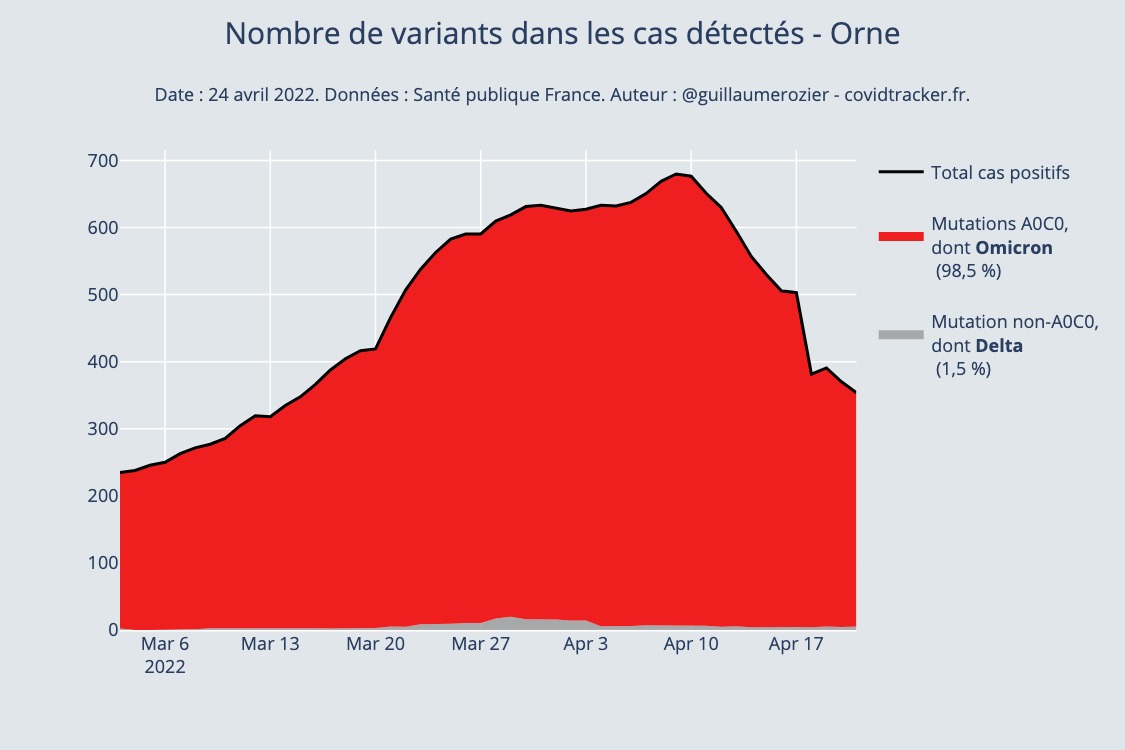 Nombre de variants dans les cas détectés - Orne
Date : 24 avril 2022. Données : Santé publique France. Auteur : @guillaumerozier - covidtracker.fr.
700
600
500
400
300
200
100
0
Mar 6
2022
Mar 13
Mar 20
Mar 27
Apr 3
Apr 10
Apr 17
Total cas positifs
Mutations A0C0,
dont Omicron
(98,5 %)
Mutation non-A0C0,
dont Delta
(1,5 %)